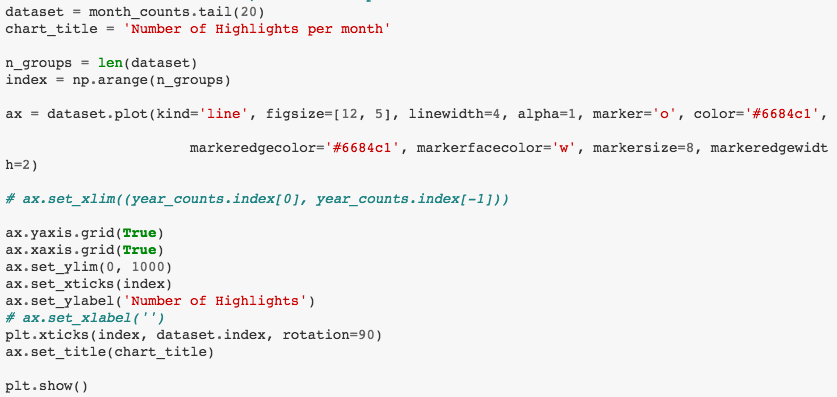 dataset = month_counts.tail(20)
chart_title = 'Number of Highlights per month'

n_groups = len(dataset)
index = np.arange(n_groups)

ax = dataset.plot(kind='line', figsize=[12, 5], linewidth=4, alpha=1, marker='o', color='#6684c1',

                  markeredgecolor='#6684c1', markerfacecolor='w', markersize=8, markeredgewidt
h=2)

# ax.set_xlim((year_counts.index[0], year_counts.index[-1]))

ax.yaxis.grid(True)
ax.xaxis.grid(True)
ax.set_ylim(0, 1000)
ax.set_xticks(index)
ax.set_ylabel('Number of Highlights')
# ax.set_xlabel('')
plt.xticks(index, dataset.index, rotation=90)
ax.set_title(chart_title)

plt.show()